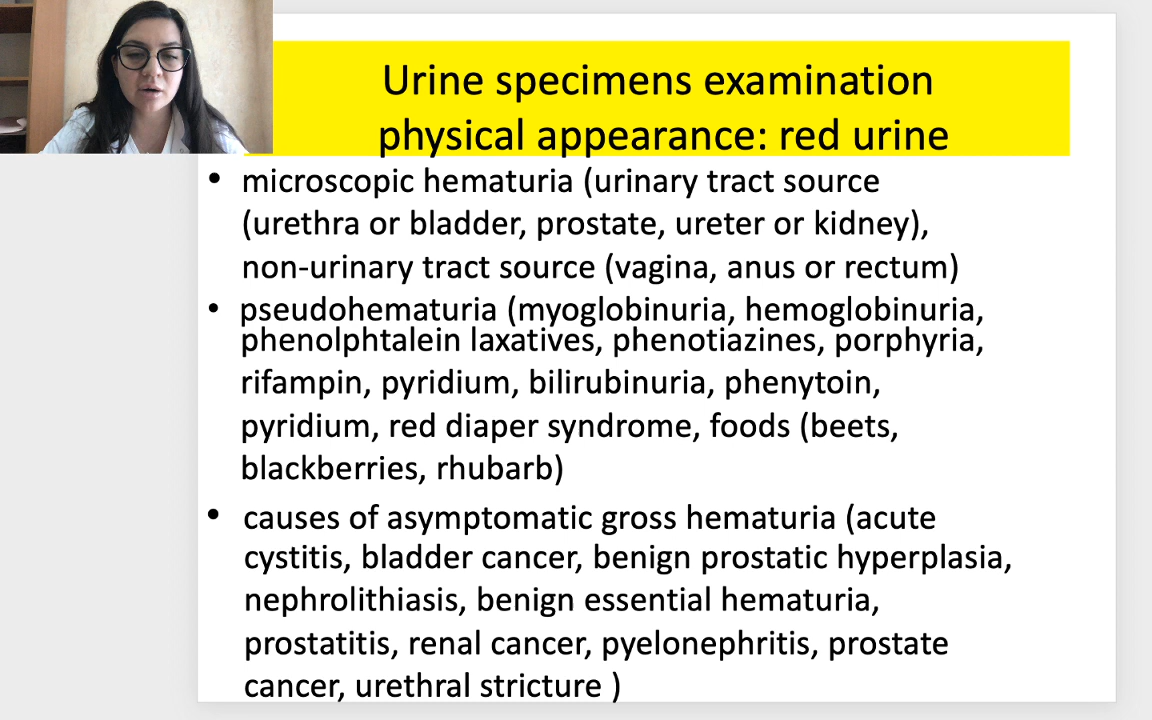 Urine specimens examination
physical appearance: red urine
• microscopic hematuria (urinary tract source
(urethra or bladder, prostate, ureter or kidney),
non-urinary tract source (vagina, anus or rectum)
• pseudohematuria (myoglobinuria, hemoglobinuria,
phenolphtalein laxatives, phenotiazines, porphyria,
rifampin, pyridium, bilirubinuria, phenytoin,
pyridium, red diaper syndrome, foods (beets,
blackberries, rhubarb)
• causes of asymptomatic gross hematuria (acute
cystitis, bladder cancer, benign prostatic hyperplasia,
nephrolithiasis, benign essential hematuria,
prostatitis, renal cancer, pyelonephritis, prostate
cancer, urethral stricture )